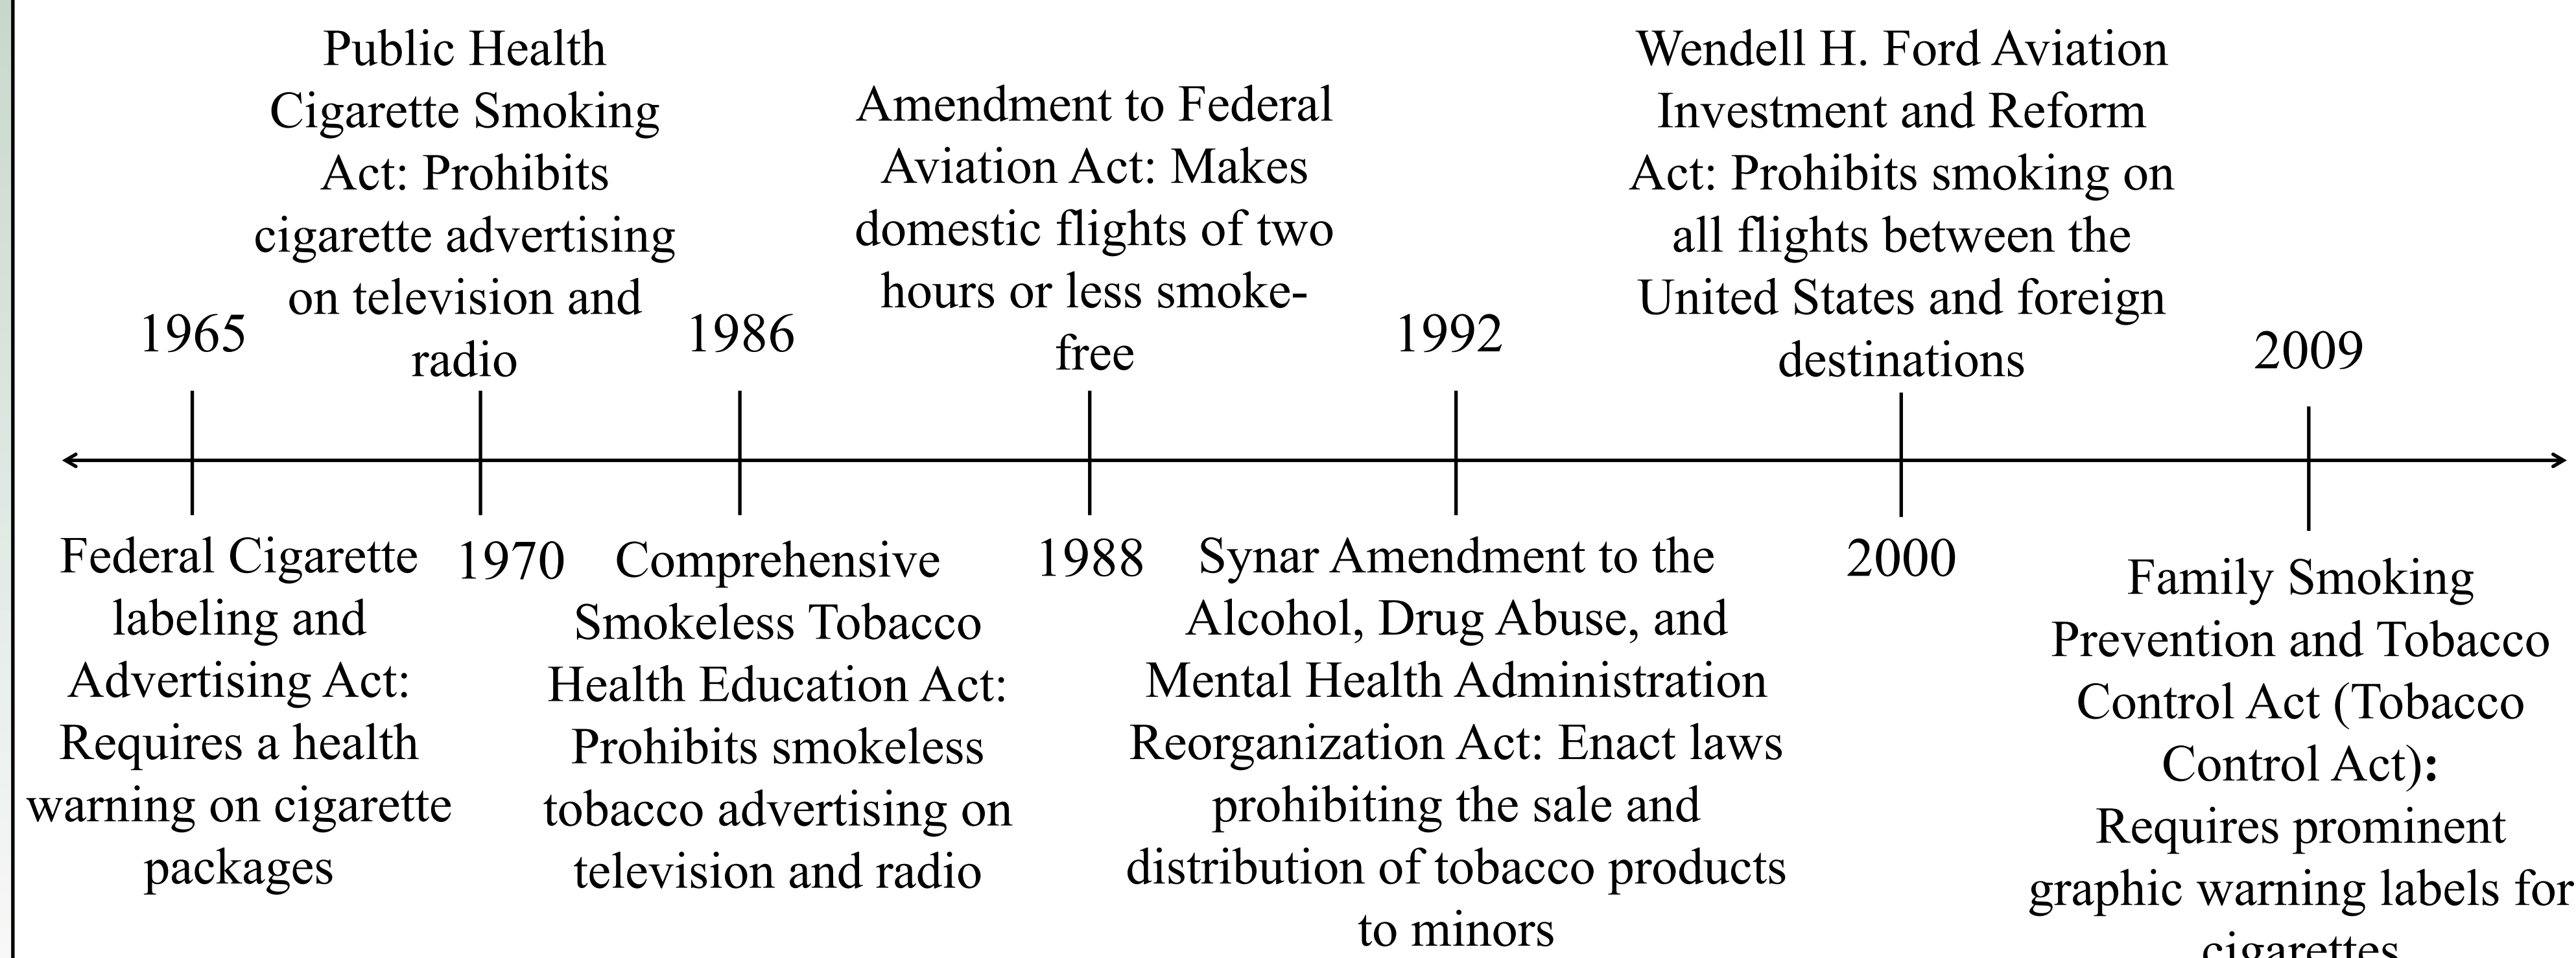 1965
Federal Cigarette
labeling and
Advertising Act:
Requires a health
warning on cigarette
packages
Public Health
Cigarette Smoking
Act: Prohibits
cigarette advertising
on television and
radio
1970
1986
Comprehensive
Smokeless Tobacco
Health Education Act:
Prohibits smokeless
tobacco advertising on
television and radio
Amendment to Federal
Aviation Act: Makes
domestic flights of two
hours or less smoke-
free
1988
1992
Synar Amendment to the
Alcohol, Drug Abuse, and
Mental Health Administration
Reorganization Act: Enact laws
prohibiting the sale and
distribution of tobacco products
to minors
Wendell H. Ford Aviation
Investment and Reform
Act: Prohibits smoking on
all flights between the
United States and foreign
destinations
2000
2009
Family Smoking
Prevention and Tobacco
Control Act (Tobacco
Control Act):
Requires prominent
graphic warning labels for
cigarettes